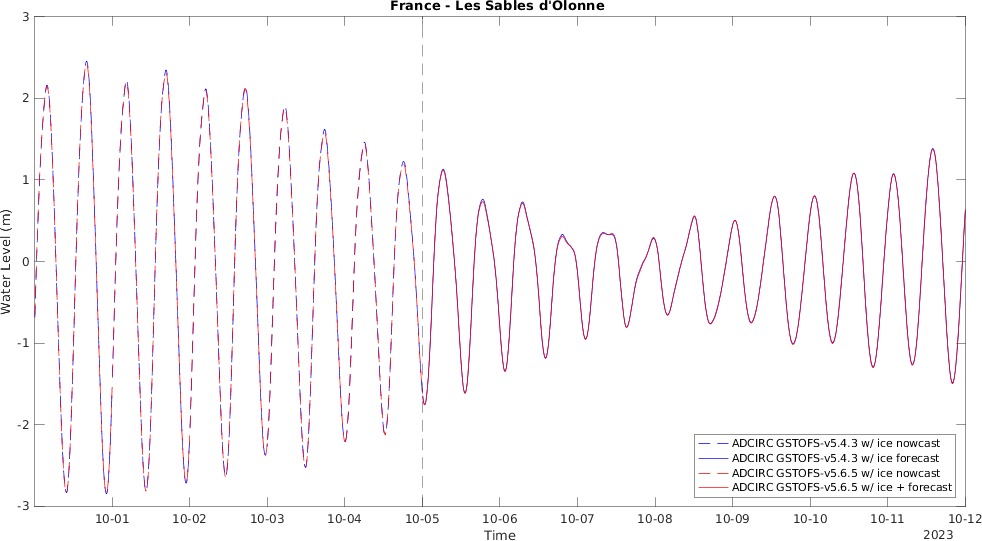 France - Les Sables d'Olonne
3
2
1
0
-1
-2
-3
Water Level (m)
10-01
10-02
10-03
10-04
10-05
10-06
10-07
10-08
10-09
10-10
10-11
10-12
Time
2023
ADCIRC GSTOFS-v5.4.3 w/ ice nowcast
ADCIRC GSTOFS-v5.4.3 w/ ice forecast
ADCIRC GSTOFS-v5.6.5 w/ ice nowcast
ADCIRC GSTOFS-v5.6.5 w/ ice + forecast